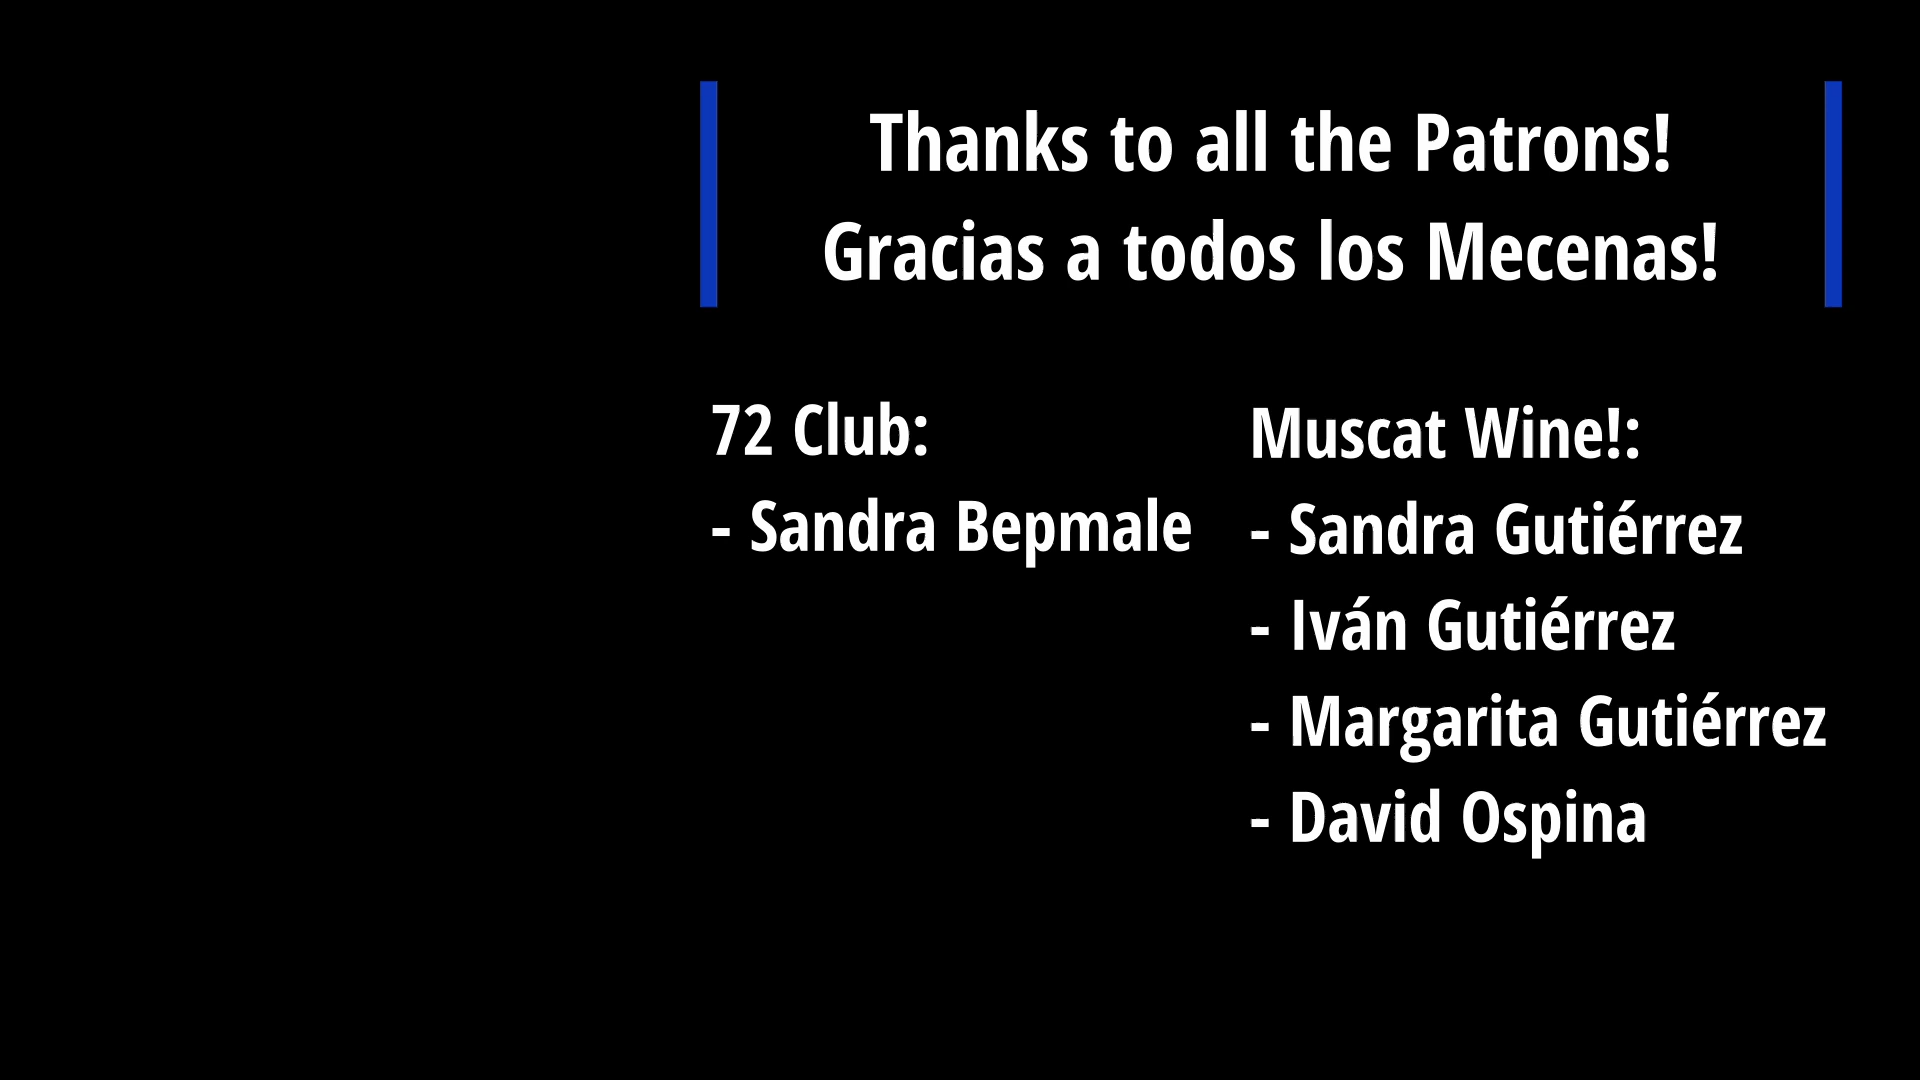 Thanks to all the Patrons!
Gracias a todos los Mecenas!
72 Club:
- Sandra Bepmale
Muscat Wine!:
- Sandra Gutiérrez
- Iván Gutiérrez
- Margarita Gutiérrez
- David Ospina